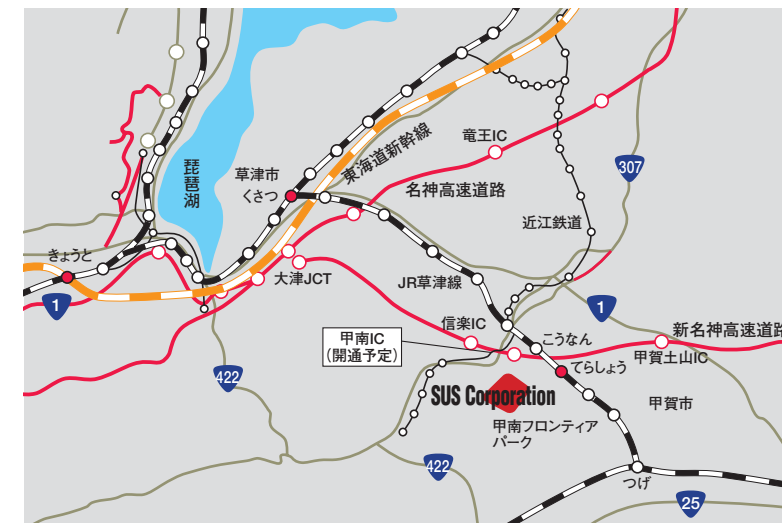 竜王IC
307
東海道新幹線
琵琶湖
草津市
くさつ
名神高速道路
近江鉄道
きょうと
大津JCT
JR草津線
1
1
信楽IC
新名神高速道路
甲南IC
(開通予定)
こうなん
甲賀土山IC
てらしょう
422
SUS Corporation
甲賀市
甲南フロンティア
パーク
422
つげ
25